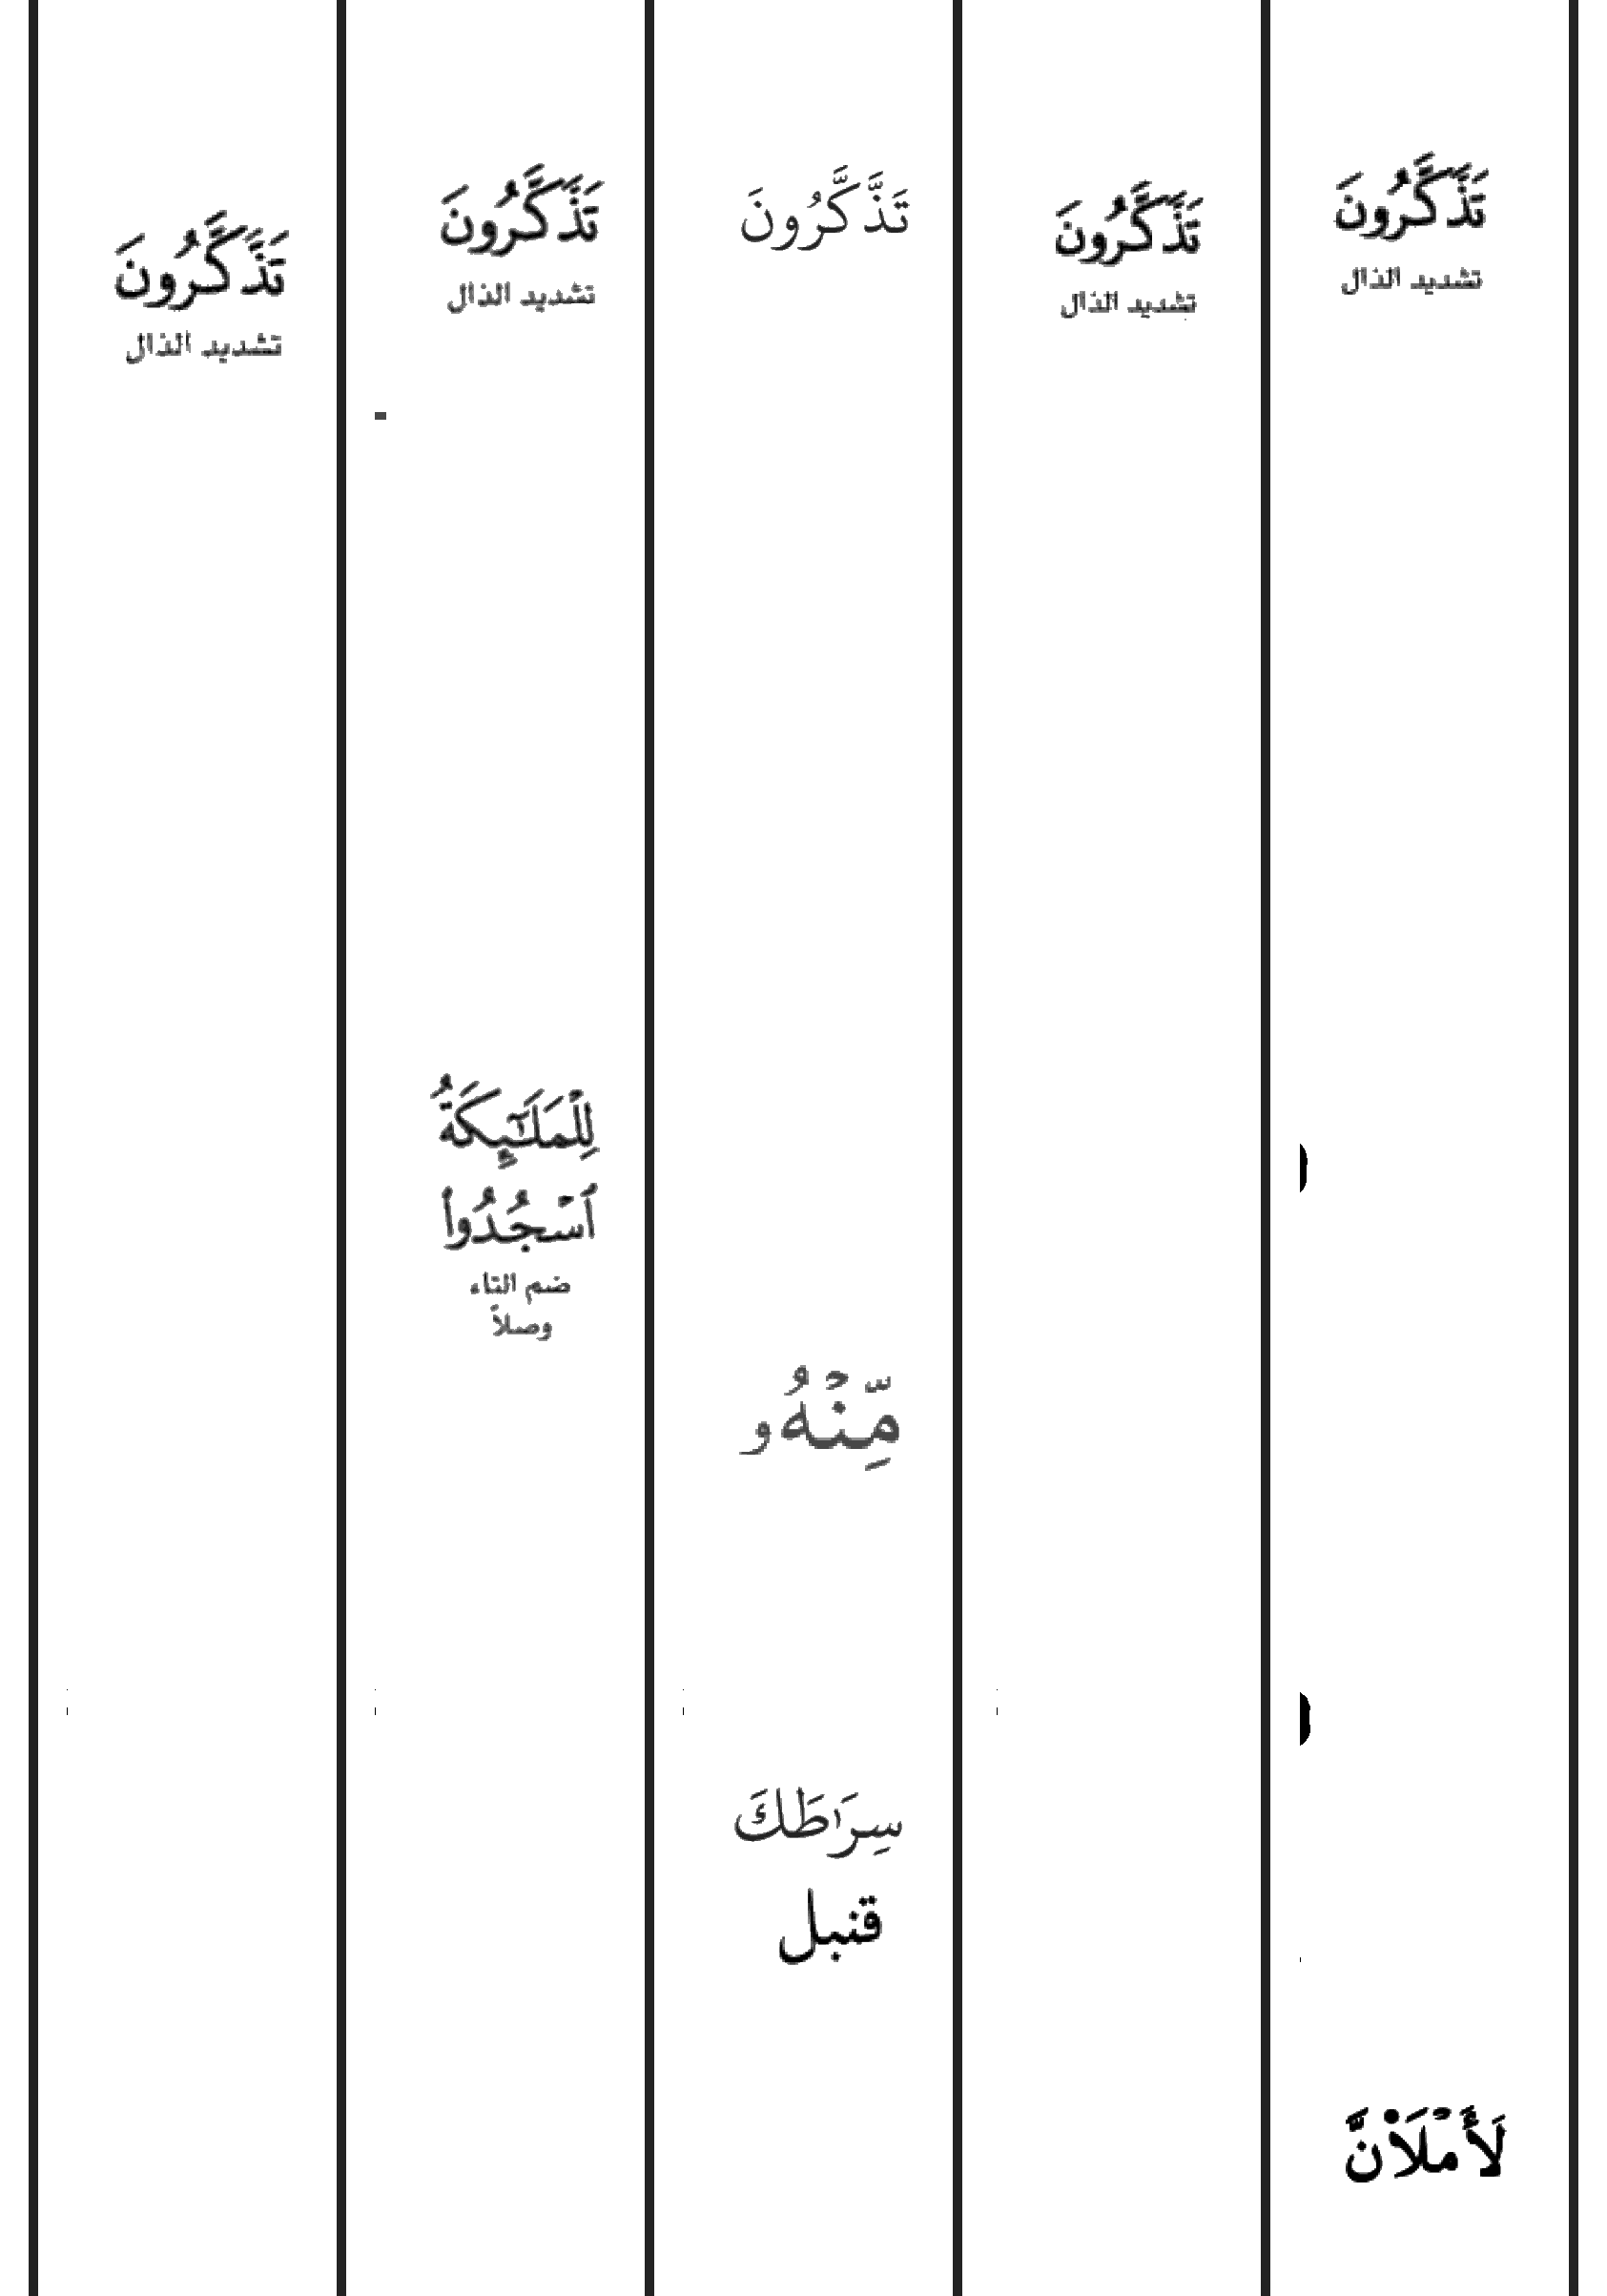 تَذَّكَّرُونَ
تشديد الذال
لَأَمۡلَأَنَّ
تَذَّكَّرُونَ
تشديد الذال
تَذَّكَّرُونَ
مِّنۡهُۥ
سِرَٰطَكَ
قنبل
تَذَّكَّرُونَ
تشديد الذال
لِلۡمَلَٰٓئِكَةُ
ٱسۡجُدُواْ
ضم التاء
وصلاً
تَذَّكَّرُونَ
تشديد الذال